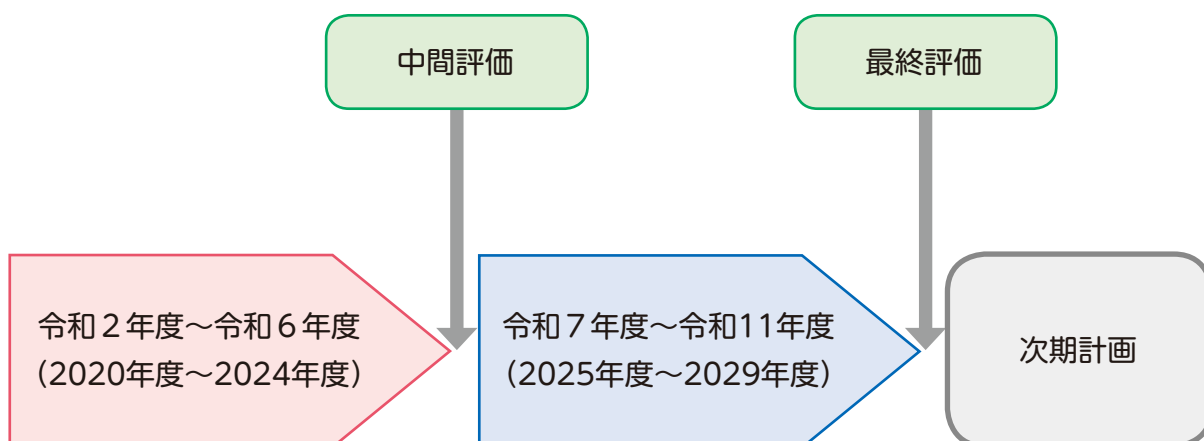 中間評価
最終評価
令和２年度～令和６年度
（2020年度～2024年度）
令和７年度～令和11年度
（2025年度～2029年度）
次期計画